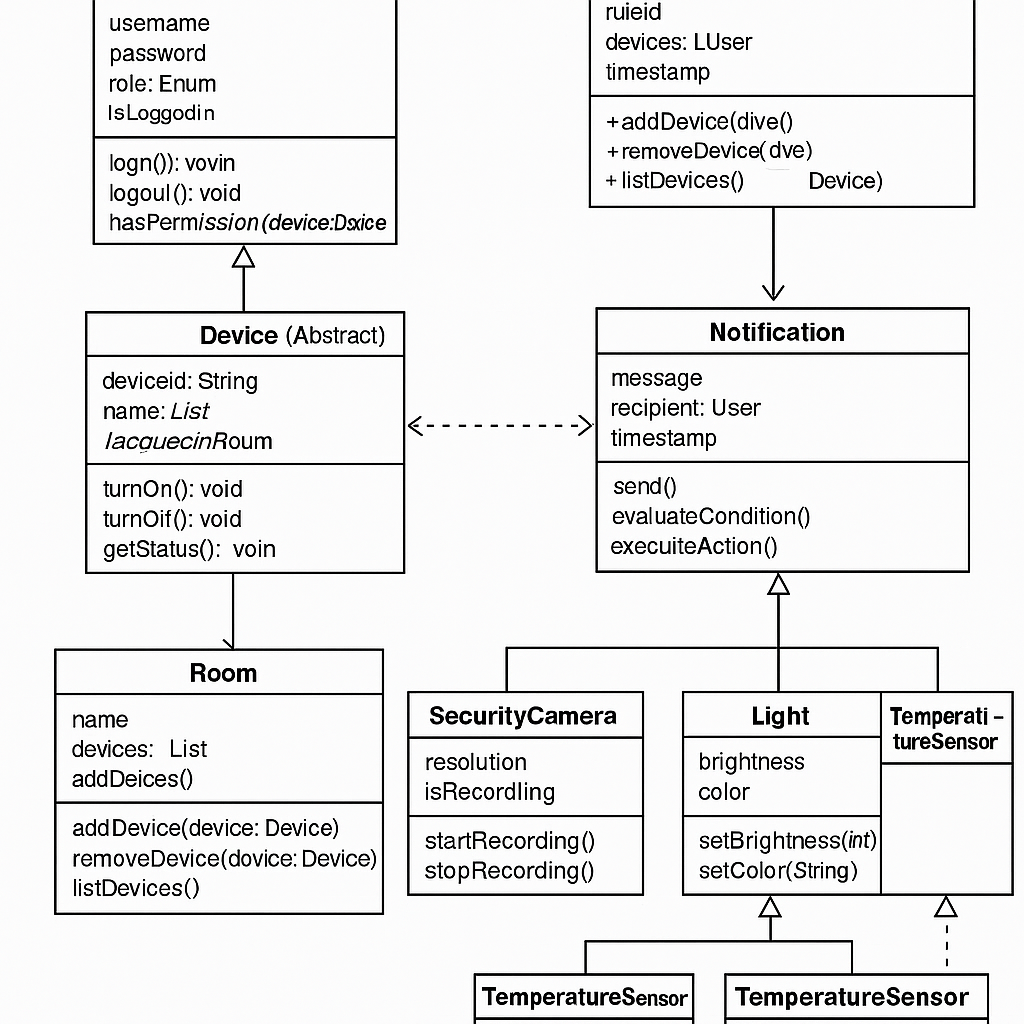 usemame
password
role: Enum
IsLoggodin
logn()): vovin
logoul(): void
hasPermission(device:Dsxice
ruieid
devices: LUser
timestamp
+addDevice(dive()
+removeDevice(dve)
+listDevices() Device)
Device (Abstract)
deviceid: String
name: List
lacquecinRoum
turnOn(): void
turnOif(): void
getStatus(): voin
Notification
message
recipient: User
timestamp
send()
evaluateCondition()
execuiteAction()
Room
name
devices: List
addDeices()
addDevice(device: Device)
removeDevice(dovice: Device)
listDevices()
SecurityCamera
resolution
isRecordling
startRecording()
stopRecording()
Light
brightness
color
setBrightness(int)
setColor(String)
Temperati-
tureSensor
TemperatureSensor
TemperatureSensor